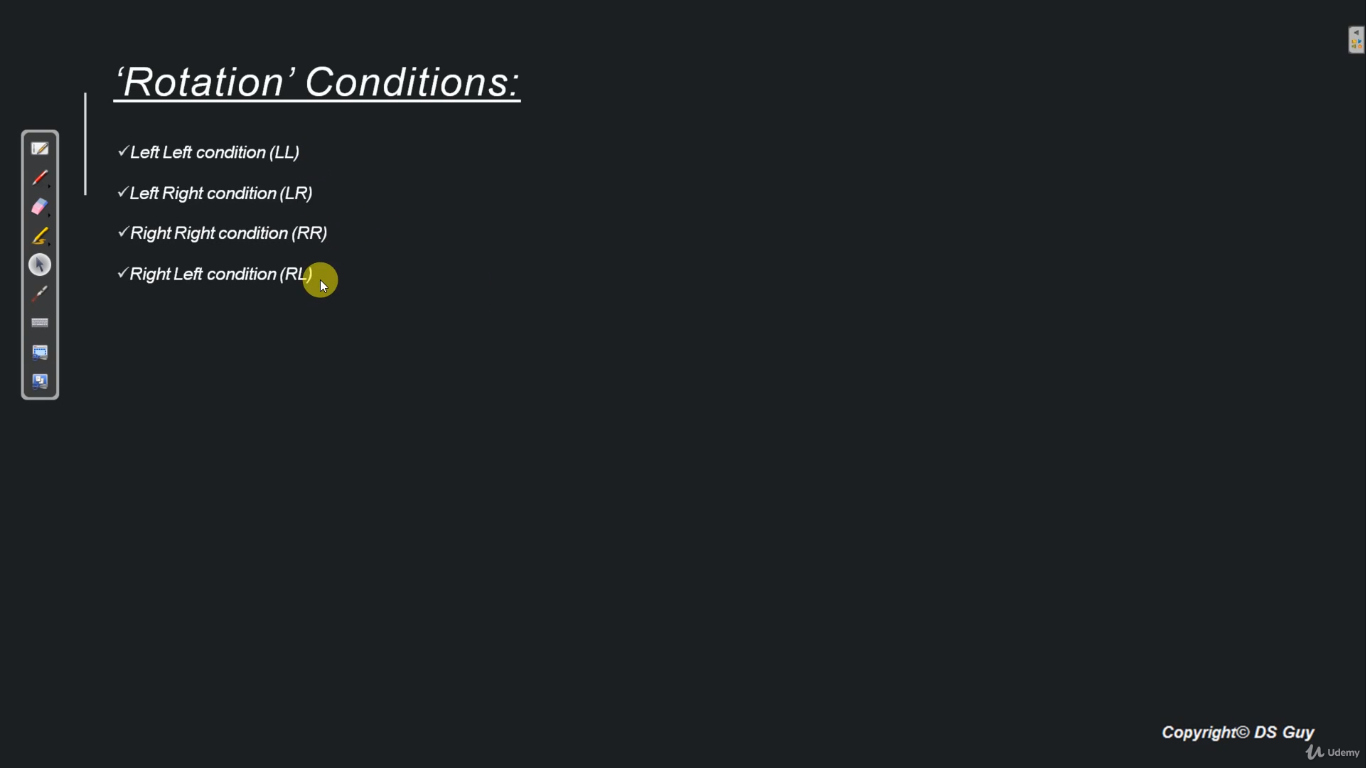 ‘Rotation’ Conditions:
✓Left Left condition (LL)
✓Left Right condition (LR)
✓Right Right condition (RR)
✓Right Left condition (RL)
Copyright© DS Guy
Udemy